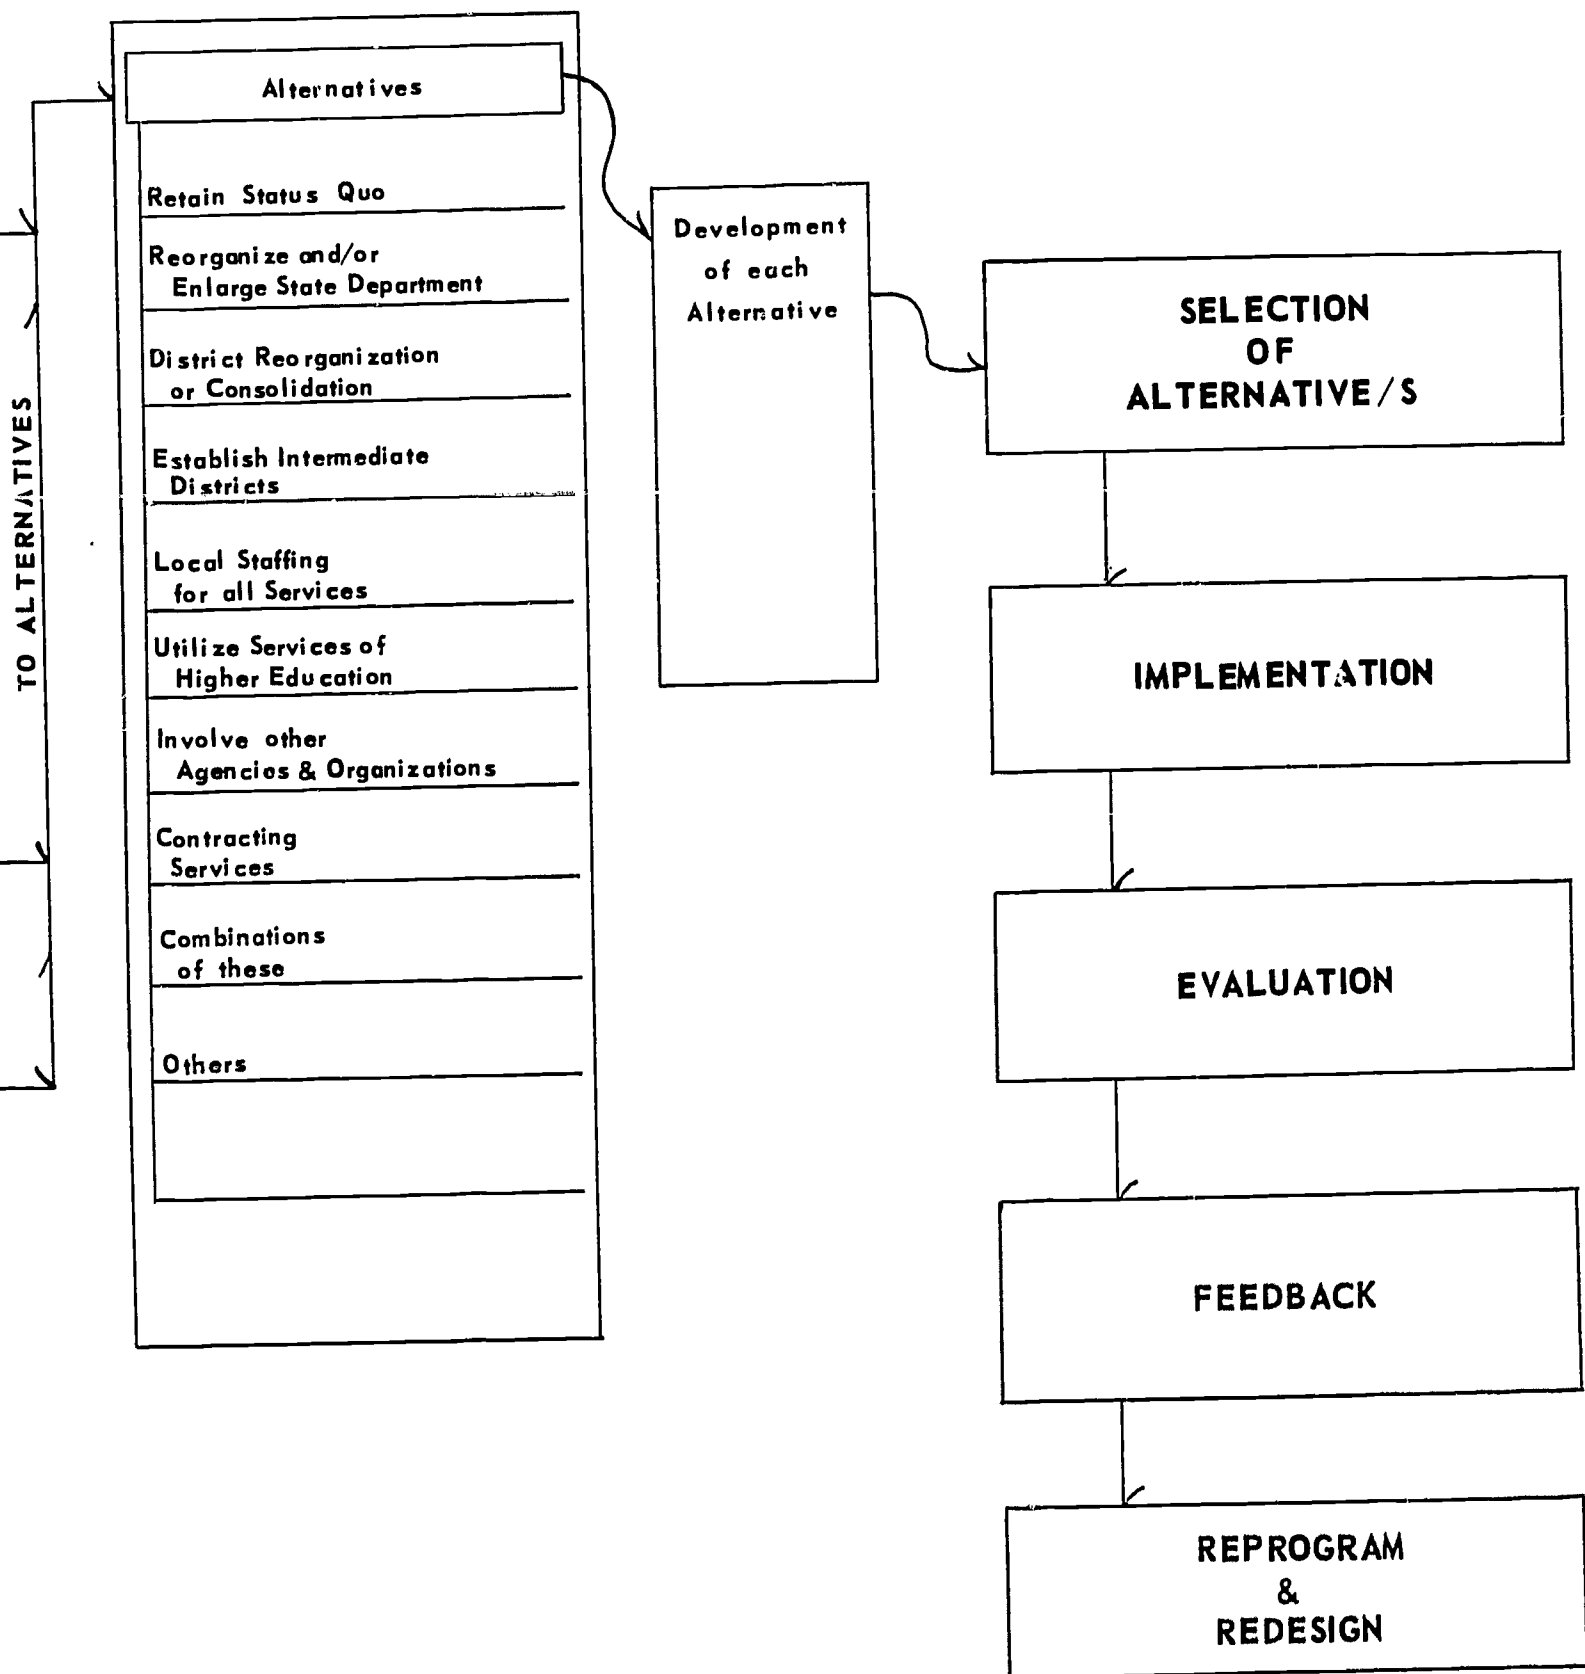 TO ALTERNATIVES
Alternatives
Retain Status Quo
Reorganize and/or
Enlarge State Department
District Reorganization
or Consolidation
Establish Intermediate
Districts
Local Staffing
for all Services
Utilize Services of
Higher Education
Involve other
Agencies & Organizations
Contracting
Services
Combinations
of these
Others
Development
of each
Alternative
SELECTION
OF
ALTERNATIVE/S
IMPLEMENTATION
EVALUATION
FEEDBACK
REPROGRAM
&
REDESIGN